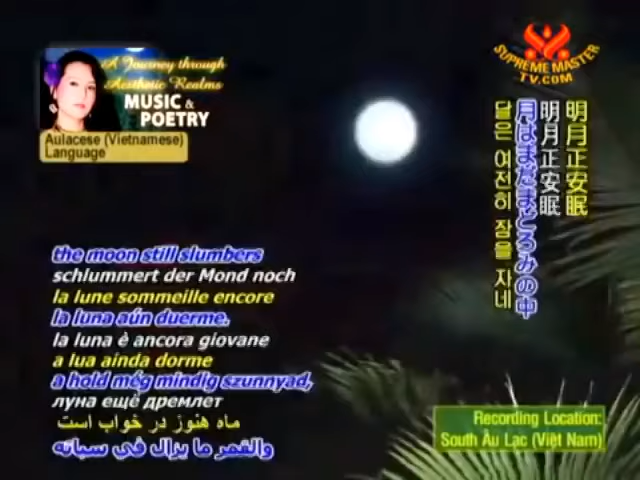 A Journey through
Aesthetic Realms
MUSIC &
POETRY
Aulacese (Vietnamese)
Language
SUPREME MASTER
TV.COM
明月正安眠
明月正安眠
月はまだまどろみの中
달은 여전히 잠을 자네
the moon still slumbers
schlummert der Mond noch
la lune sommeille encore
la luna aún duerme.
la luna è ancora giovane
a lua ainda dorme
a hold még mindig szunnyad,
луна ещё дремлет
ماه هنوز در خواب است
والقمر ما يزال في سباته
Recording Location:
South Âu Lạc (Việt Nam)